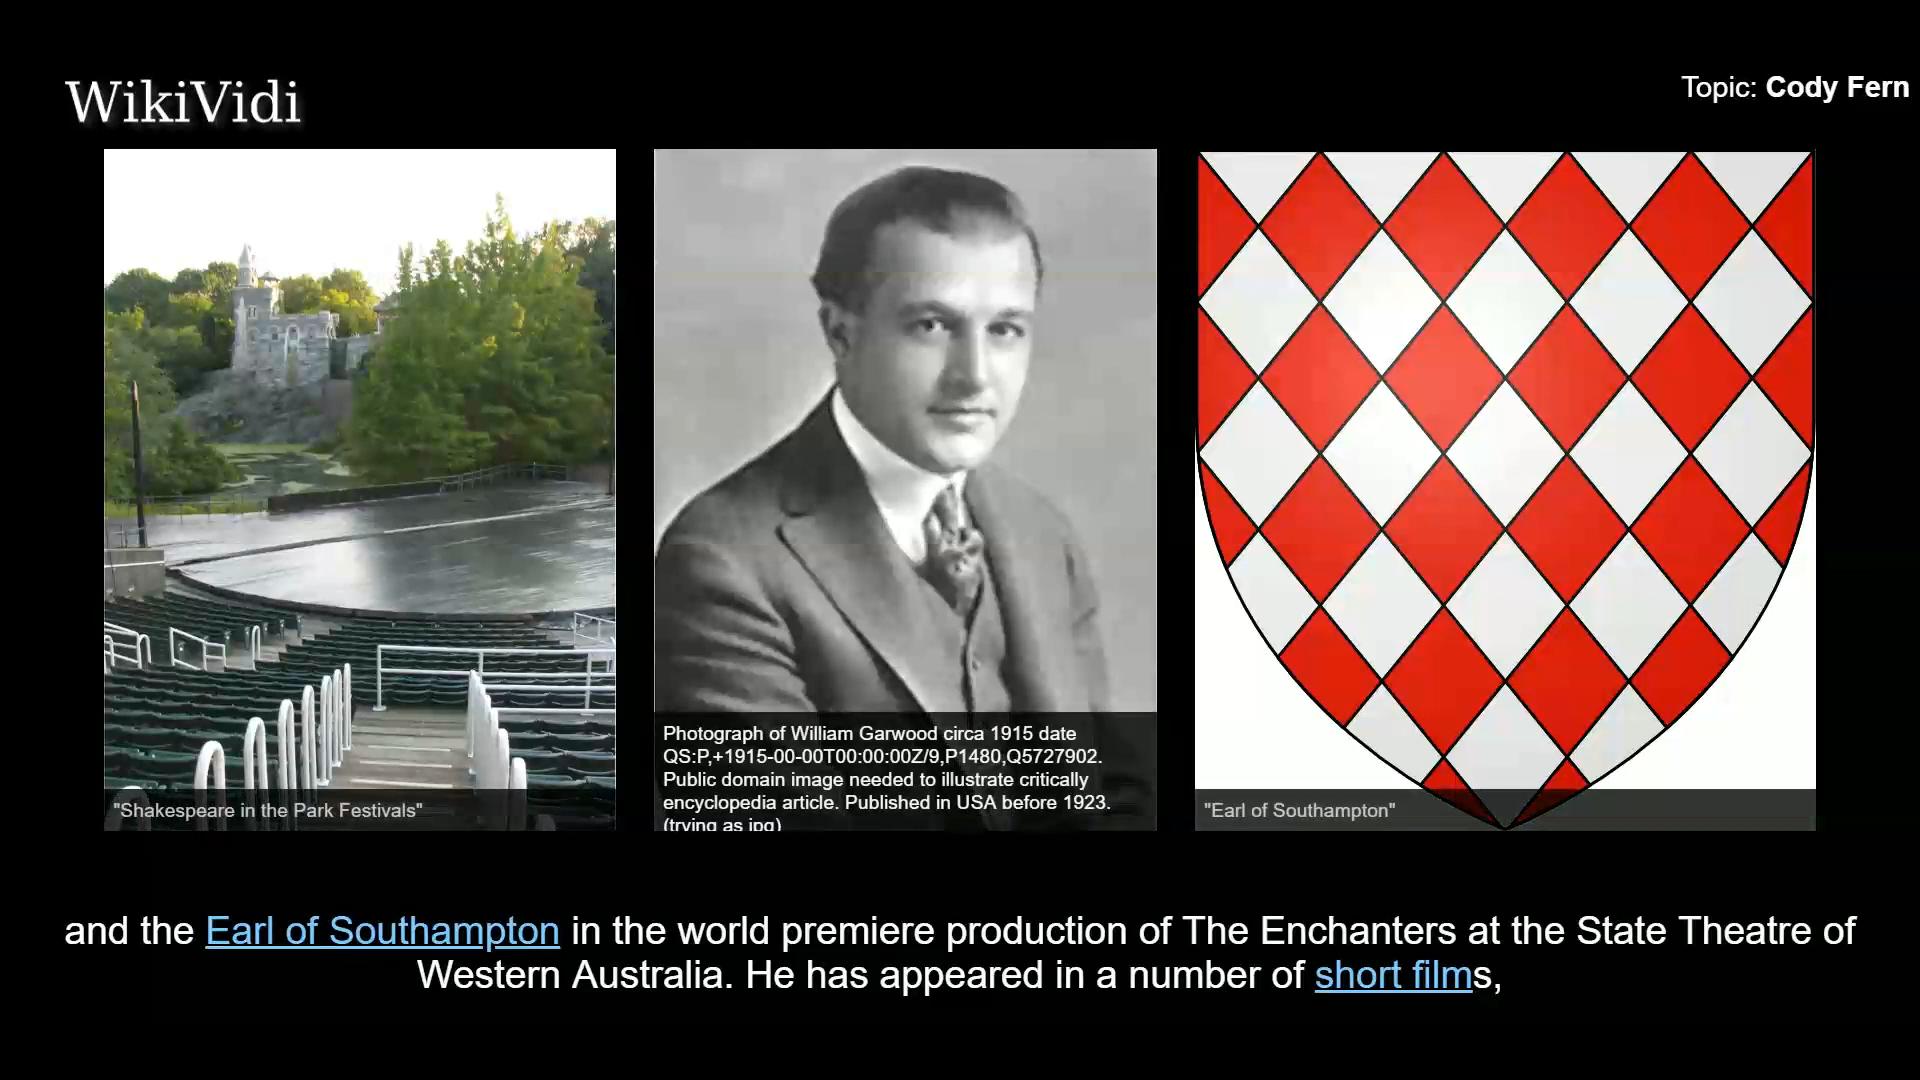 WikiVidi
Topic: Cody Fern
"Shakespeare in the Park Festivals"
Photograph of William Garwood circa 1915 date
QS:P,+1915-00-00T00:00:00Z/9,P1480,Q5727902.
Public domain image needed to illustrate critically
encyclopedia article. Published in USA before 1923.
(trying as jpg)
"Earl of Southampton"
and the Earl of Southampton in the world premiere production of The Enchanters at the State Theatre of
Western Australia. He has appeared in a number of short films,